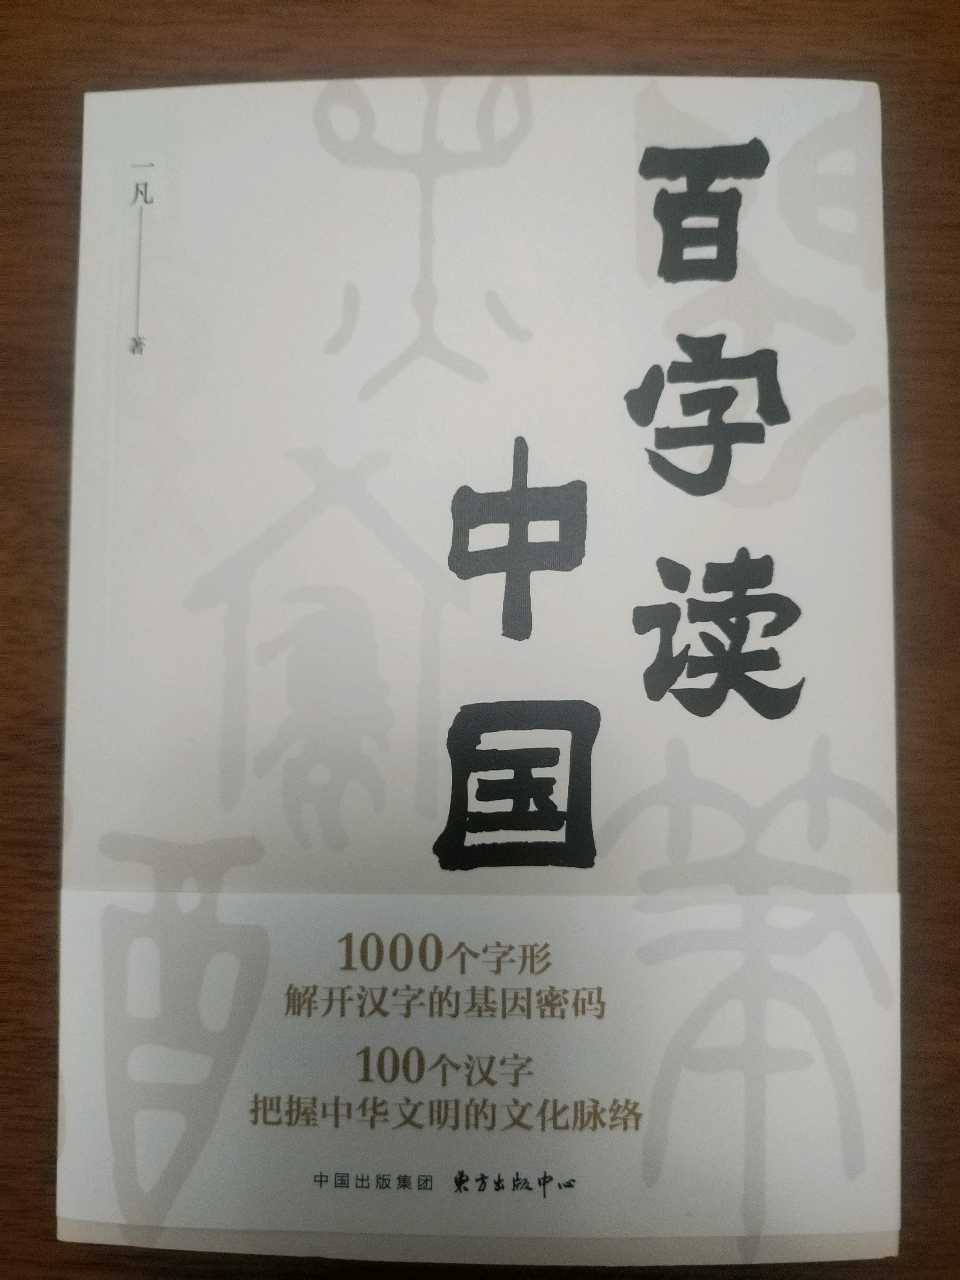 百字读
中国
一凡
著
1000个字形
解开汉字的基因密码
100个汉字
把握中华文明的文化脉络
中国出版集团 东方出版中心